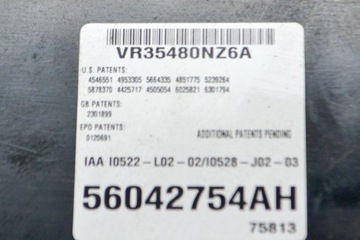 VR35480NZ6A
U.S. PATENTS:
4546551 4953305 5664335 4851775 5239264
5878370 4425717 4505054 6025821 6301794
GB PATENTS:
2301899
EPO PATENTS:
0120691
ADDITIONAL PATENTS PENDING
IAA I0522-L02-02/I0528-J02-03
56042754AH
75813